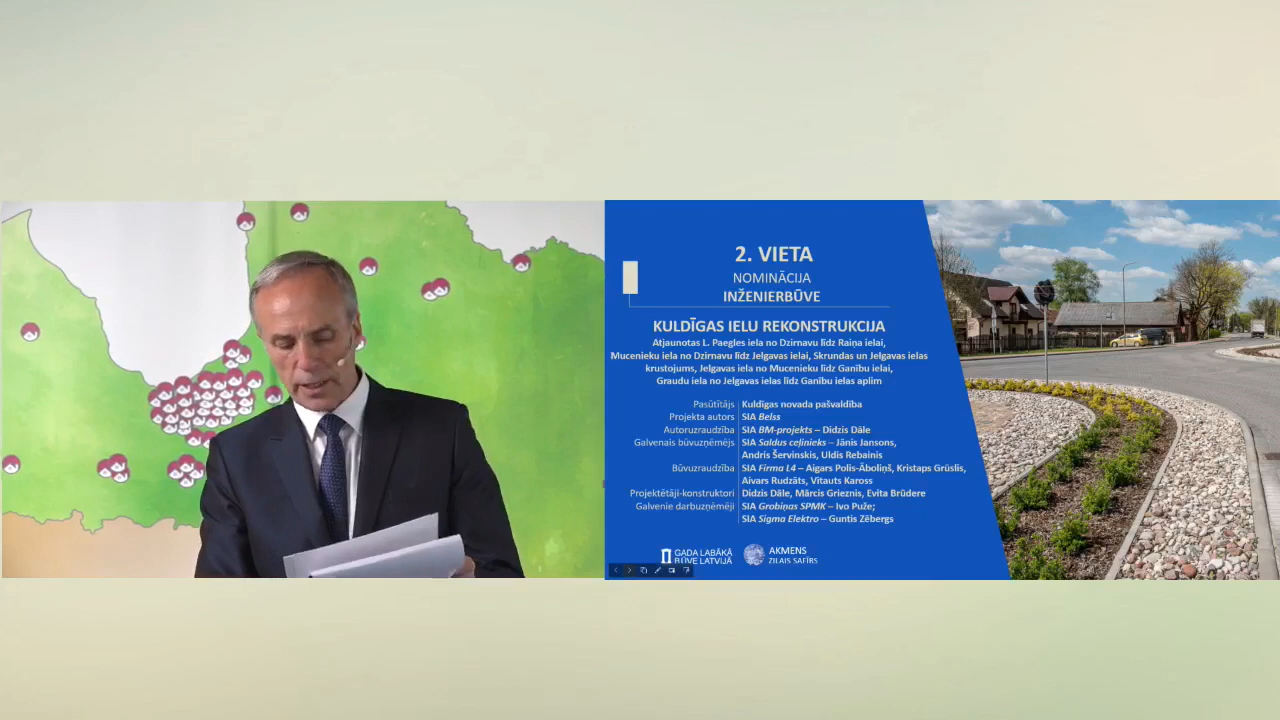 2. VIETA
NOMINĀCIJA
INŽENIERBŪVE
KULDĪGAS IELU REKONSTRUKCIJA
Atjaunotas L. Paegles iela no Dzirnavu līdz Raiņa ielai,
Mucenieku iela no Dzirnavu līdz Jelgavas ielai, Skrundas un Jelgavas ielas
krustojums, Jelgavas iela no Mucenieku līdz Ganību ielai,
Graudu iela no Jelgavas ielas līdz Ganību ielas aplim
Pasūtītājs Kuldīgas novada pašvaldība
Projekta autors SIA Belss
Autoruzraudzība SIA BM-projekts – Didzis Dāle
Galvenais būvuzņēmējs SIA Saldus ceļinieks – Jānis Jansons,
Andris Šervinskis, Uldis Rebainis
Būvuzraudzība SIA Firma L4 – Aigars Polis-Āboliņš, Kristaps Grūslis,
Aivars Rudzāts, Vitauts Kaross
Projektētāji-konstruktori Didzis Dāle, Mārcis Grieznis, Evita Brūdere
Galvenie darbuzņēmēji SIA Grobiņas SPMK – Ivo Puže;
SIA Sigma Elektro – Guntis Zēbergs
GADA LABĀKĀ
BŪVE LATVIJĀ
AKMENS
ZILAIS SAFĪRS